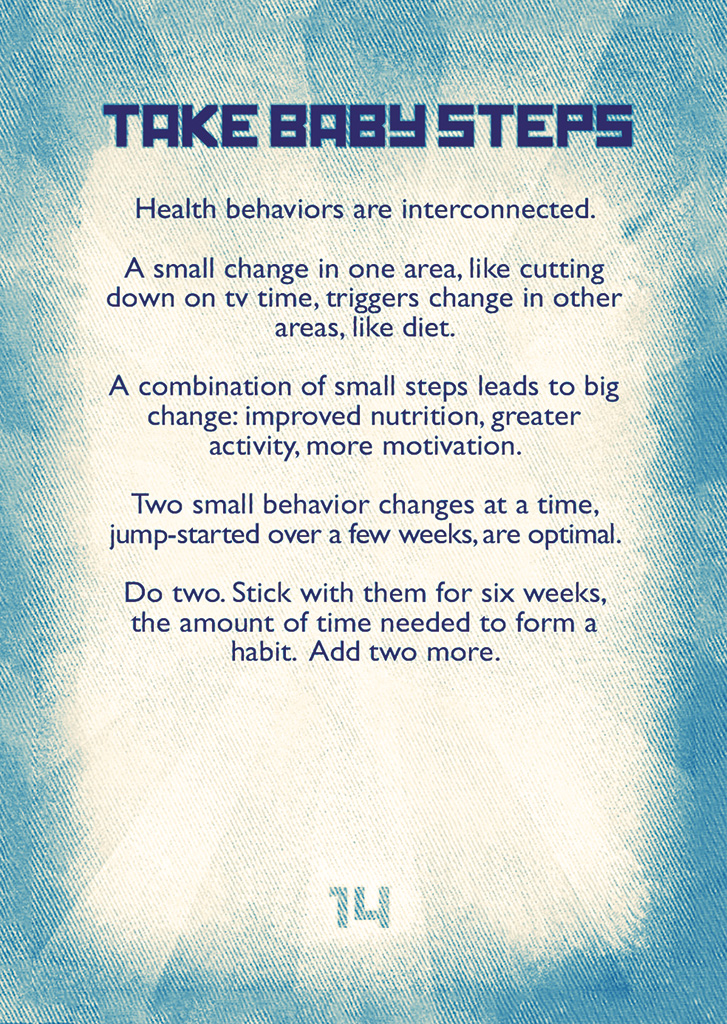 TAKE BABY STEPS
Health behaviors are interconnected.
A small change in one area, like cutting
down on tv time, triggers change in other
areas, like diet.
A combination of small steps leads to big
change: improved nutrition, greater
activity, more motivation.
Two small behavior changes at a time,
jump-started over a few weeks, are optimal.
Do two. Stick with them for six weeks,
the amount of time needed to form a
habit.  Add two more.
14